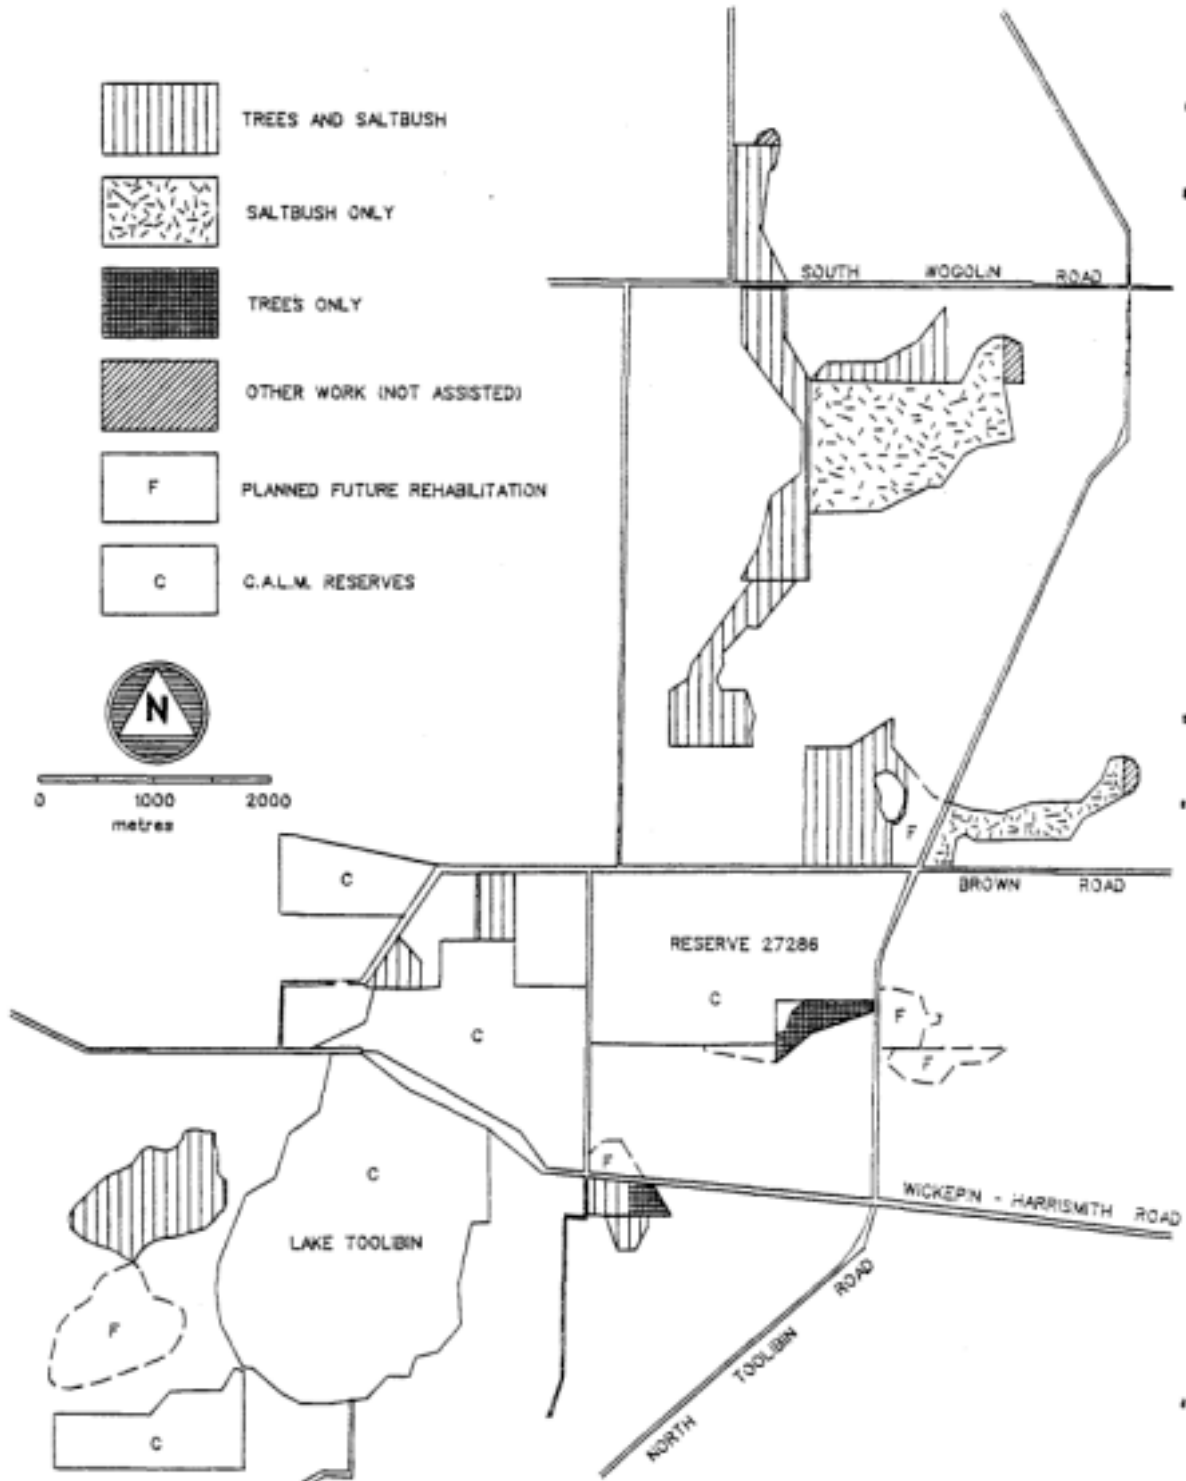 TREES AND SALTBUSH
SALTBUSH ONLY
TREES ONLY
OTHER WORK (NOT ASSISTED)
F PLANNED FUTURE REHABILITATION
C C.A.L.M. RESERVES
N
0 1000 2000
metres
SOUTH WOGOLIN ROAD
F
BROWN ROAD
C
RESERVE 27286
C
F
C
F
F
C
WICKEPIN - HARRISMITH ROAD
LAKE TOOLIBIN
F
NORTH TOOLIBIN ROAD
C